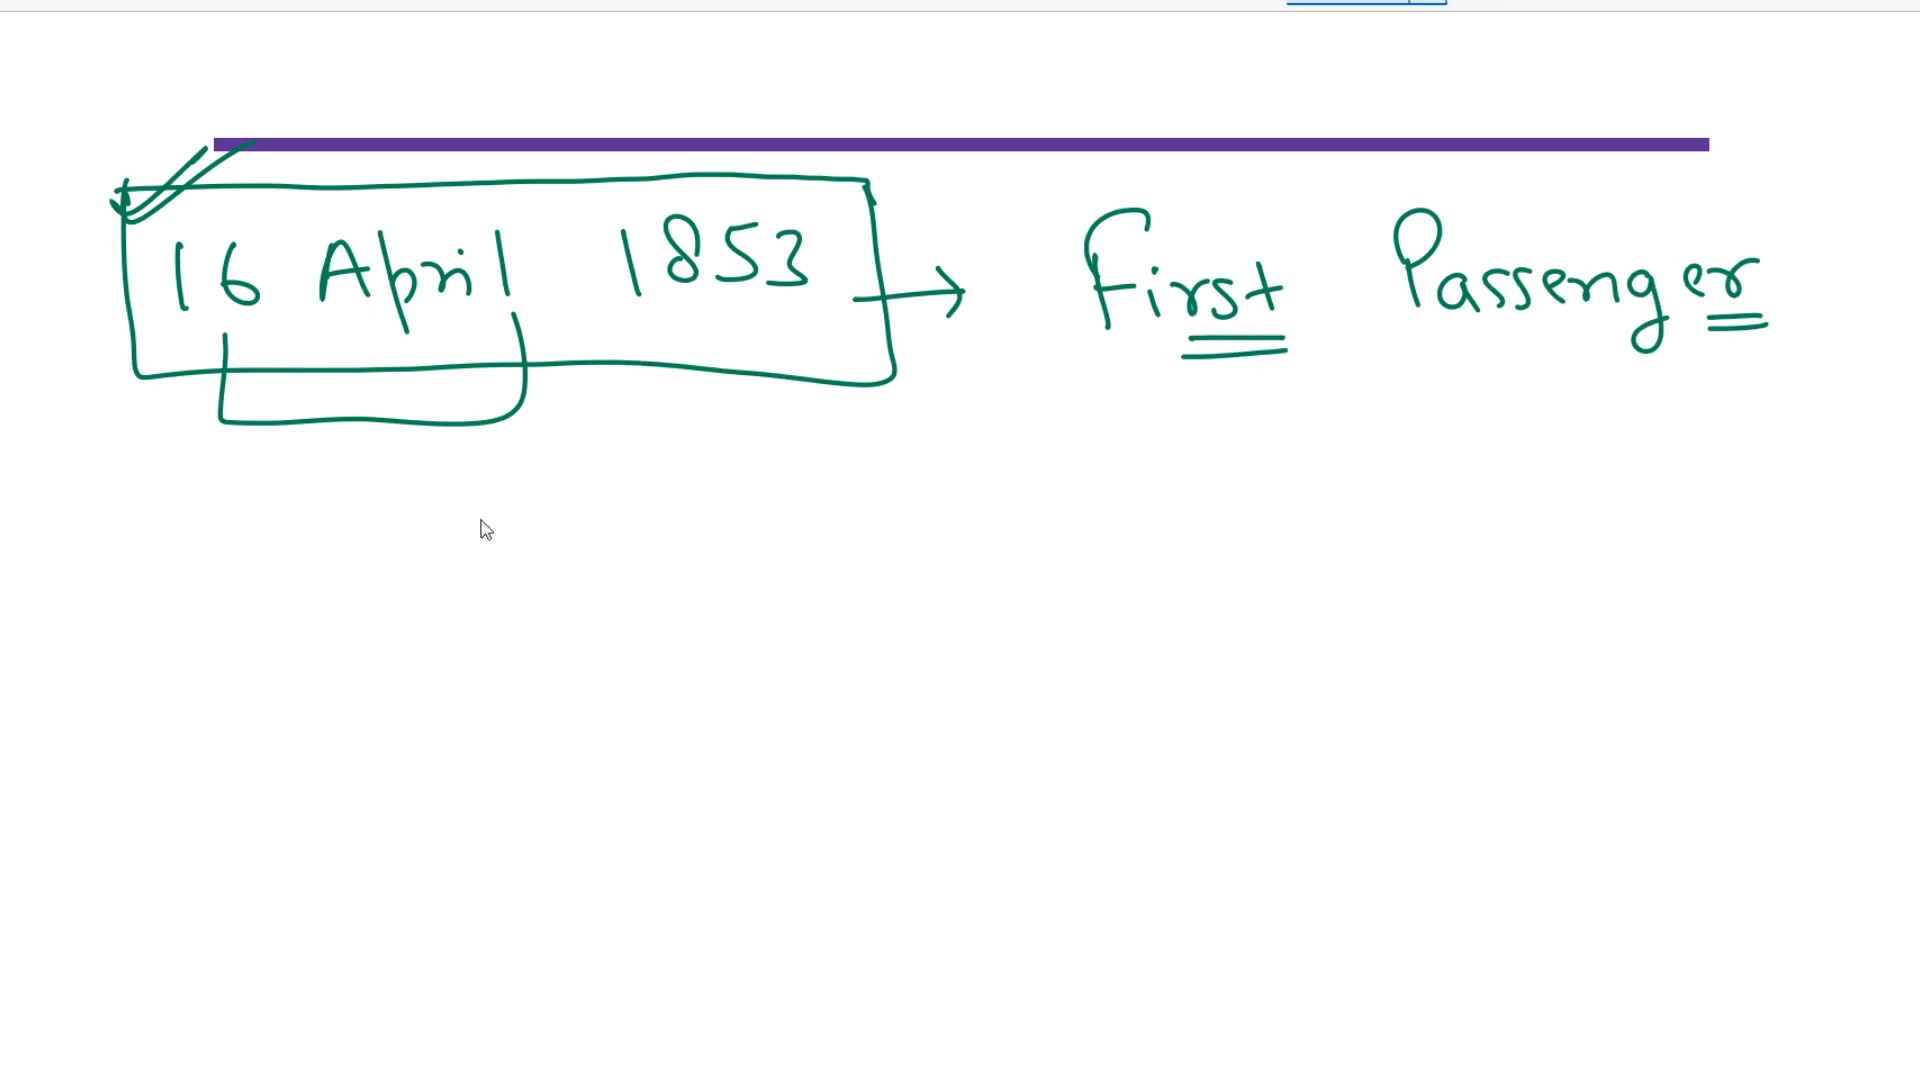 16 April 1853 → First Passenger